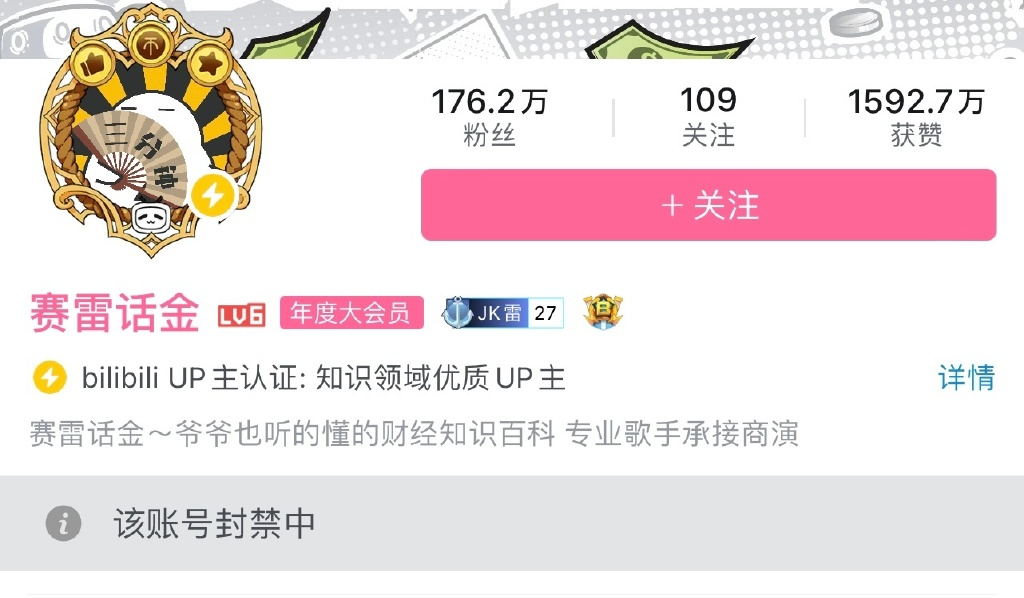 三分钟
176.2万 109 1592.7万
粉丝 关注 获赞
+ 关注
赛雷话金 LV6 年度大会员 JK雷 27
bilibili UP主认证: 知识领域优质UP主 详情
赛雷话金～爷爷也听的懂的财经知识百科 专业歌手承接商演
该账号封禁中